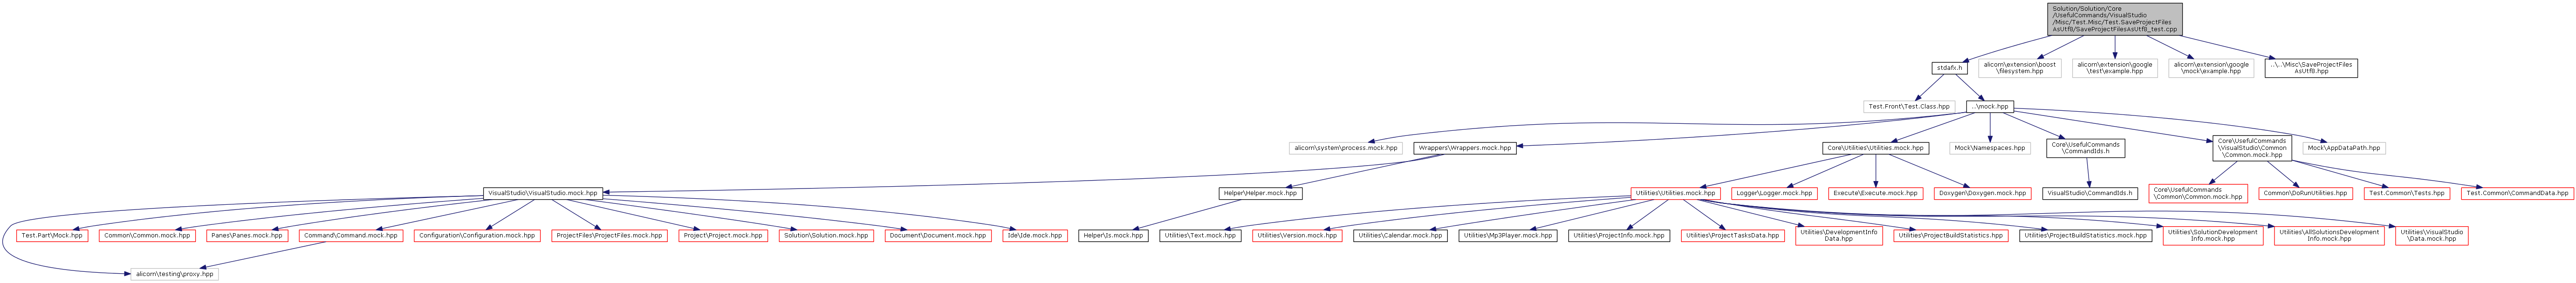 Solution/Solution/Core
/UsefulCommands/VisualStudio
/Misc/Test.Misc/Test.SaveProjectFiles
AsUtf8/SaveProjectFilesAsUtf8_test.cpp
stdafx.h
alicorn\extension\boost
\filesystem.hpp
alicorn\extension\google
\test\example.hpp
alicorn\extension\google
\mock\example.hpp
..\..\Misc\SaveProjectFiles
AsUtf8.hpp
Test.Front\Test.Class.hpp
..\mock.hpp
alicorn\system\process.mock.hpp
Wrappers\Wrappers.mock.hpp
Core\Utilities\Utilities.mock.hpp
Mock\Namespaces.hpp
Core\UsefulCommands
\CommandIds.h
Core\UsefulCommands
\VisualStudio\Common
\Common.mock.hpp
Mock\AppDataPath.hpp
VisualStudio\VisualStudio.mock.hpp
Helper\Helper.mock.hpp
Utilities\Utilities.mock.hpp
Logger\Logger.mock.hpp
Execute\Execute.mock.hpp
Doxygen\Doxygen.mock.hpp
VisualStudio\CommandIds.h
Core\UsefulCommands
\Common\Common.mock.hpp
Common\DoRunUtilities.hpp
Test.Common\Tests.hpp
Test.Common\CommandData.hpp
Test.Part\Mock.hpp
Common\Common.mock.hpp
Panes\Panes.mock.hpp
Command\Command.mock.hpp
Configuration\Configuration.mock.hpp
ProjectFiles\ProjectFiles.mock.hpp
Project\Project.mock.hpp
Solution\Solution.mock.hpp
Document\Document.mock.hpp
Ide\Ide.mock.hpp
Helper\Is.mock.hpp
Utilities\Text.mock.hpp
Utilities\Version.mock.hpp
Utilities\Calendar.mock.hpp
Utilities\Mp3Player.mock.hpp
Utilities\ProjectInfo.mock.hpp
Utilities\ProjectTasksData.hpp
Utilities\DevelopmentInfo
Data.hpp
Utilities\ProjectBuildStatistics.hpp
Utilities\ProjectBuildStatistics.mock.hpp
Utilities\SolutionDevelopment
Info.mock.hpp
Utilities\AllSolutionsDevelopment
Info.mock.hpp
Utilities\VisualStudio
\Data.mock.hpp
alicorn\testing\proxy.hpp